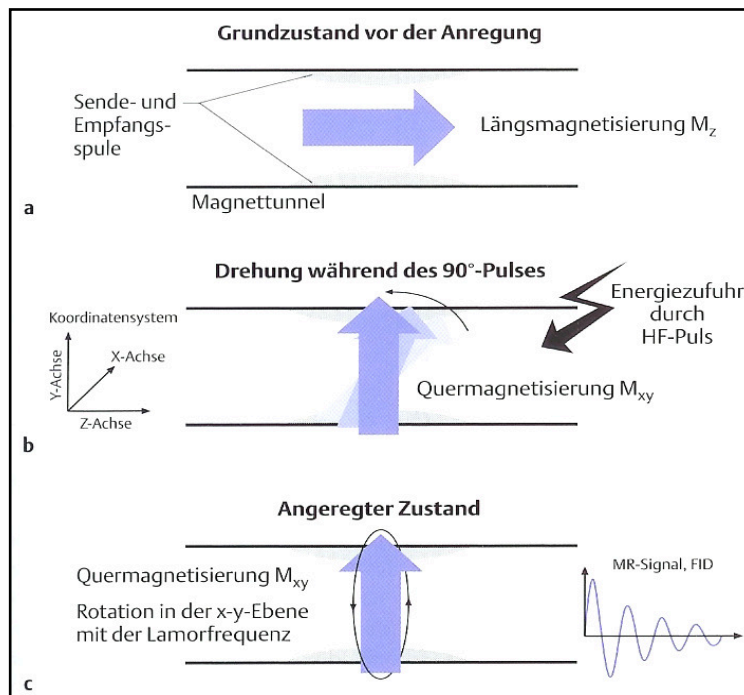 Grundzustand vor der Anregung
Sende- und
Empfangs-
spule
Längsmagnetisierung M_z
Magnettunnel
a
Drehung während des 90°-Pulses
Koordinatensystem
X-Achse
Y-Achse
Z-Achse
Energiezufuhr
durch
HF-Puls
Quermagnetisierung M_xy
b
Angeregter Zustand
Quermagnetisierung M_xy
Rotation in der x-y-Ebene
mit der Lamorfrequenz
MR-Signal, FID
c